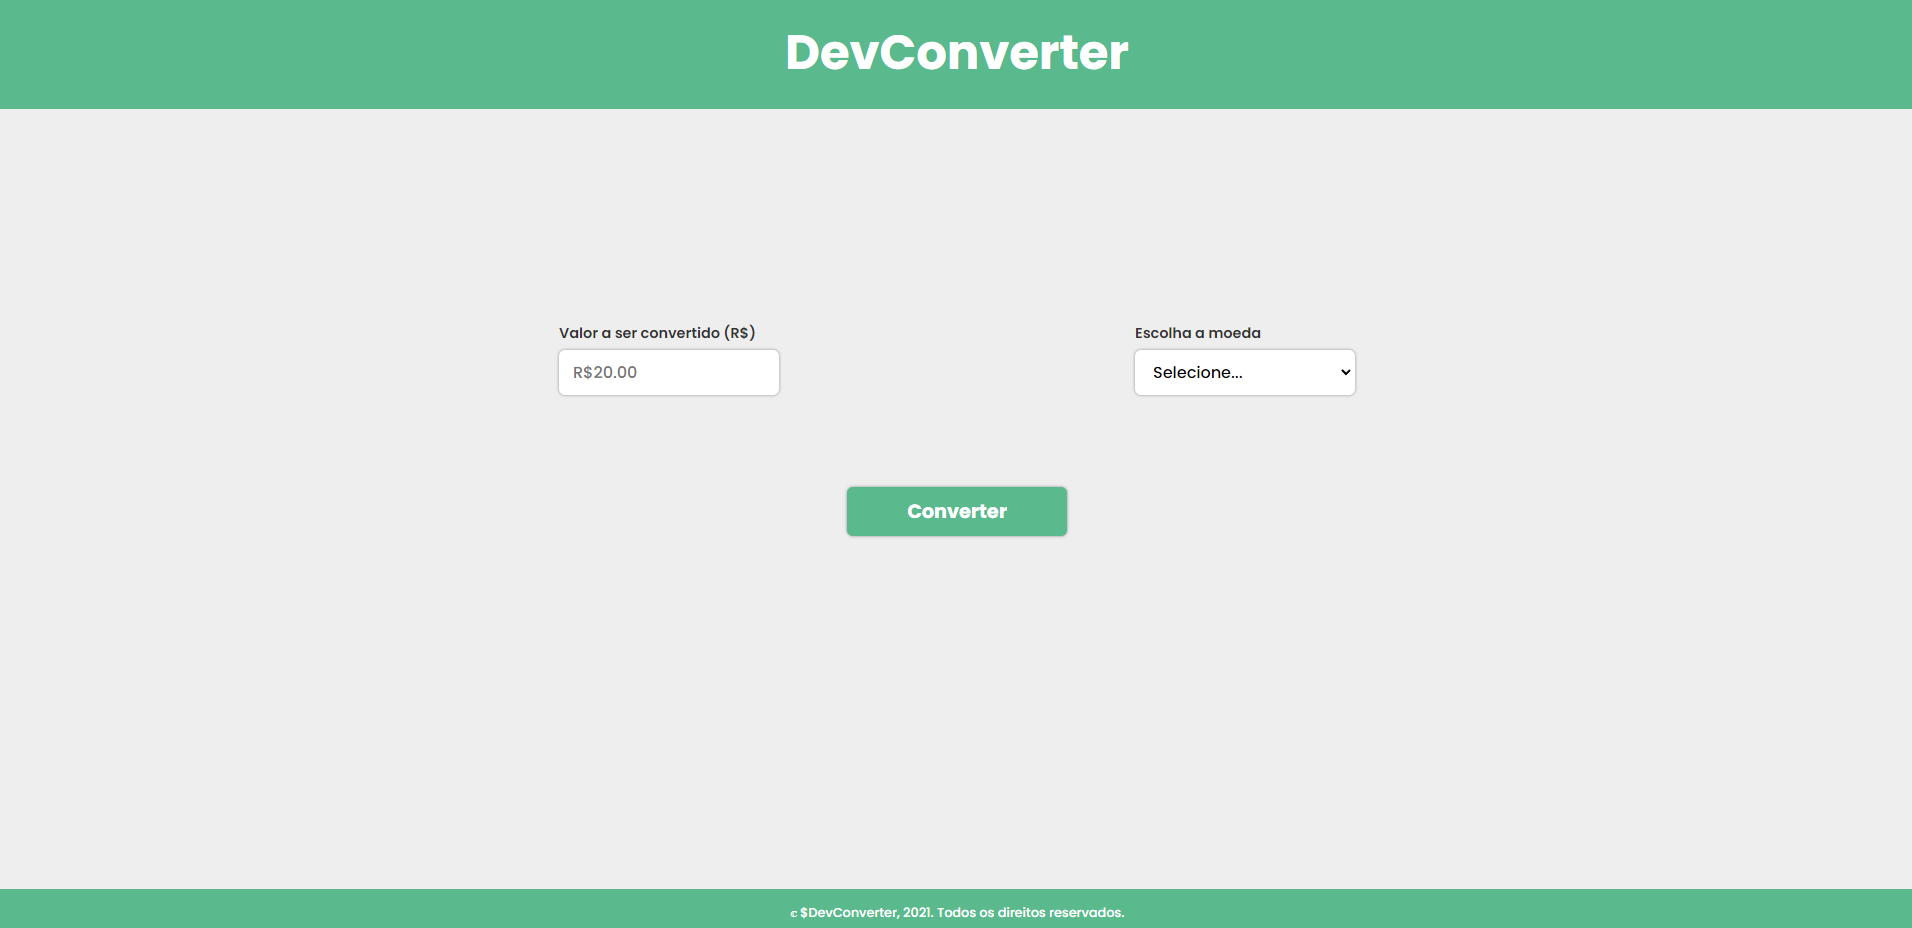 DevConverter
Valor a ser convertido (R$)
Escolha a moeda
R$20.00
Selecione...
Converter
𝕔 $DevConverter, 2021. Todos os direitos reservados.